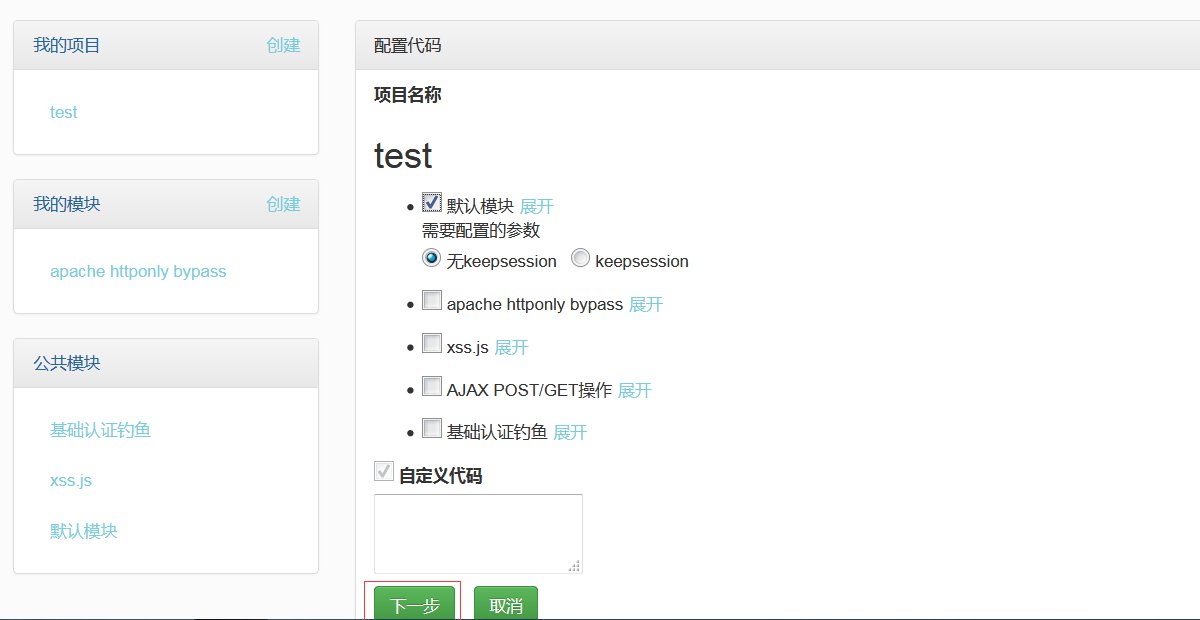 我的项目 创建
test
我的模块 创建
apache httponly bypass
公共模块
基础认证钓鱼
xss.js
默认模块
配置代码
项目名称
test
默认模块 展开
需要配置的参数
无keepsession keepsession
apache httponly bypass 展开
xss.js 展开
AJAX POST/GET操作 展开
基础认证钓鱼 展开
自定义代码
下一步 取消